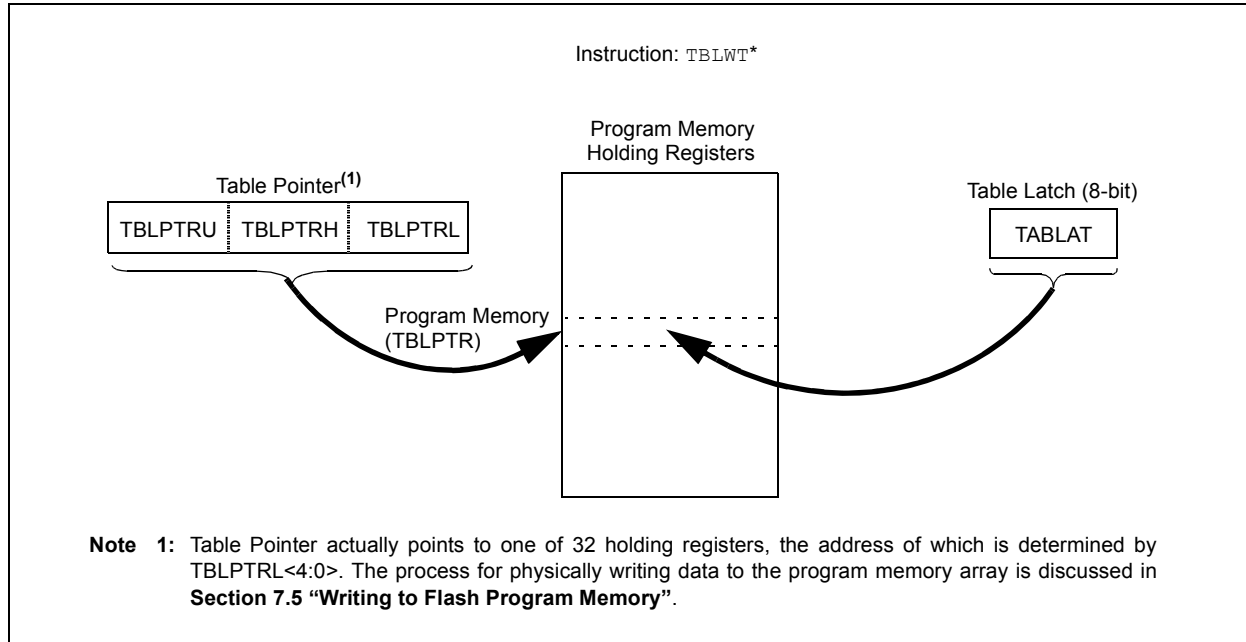 Instruction: TBLWT*
Program Memory
Holding Registers
Table Pointer(1)
Table Latch (8-bit)
TBLPTRU TBLPTRH TBLPTRL
TABLAT
Program Memory
(TBLPTR)
Note 1: Table Pointer actually points to one of 32 holding registers, the address of which is determined by
TBLPTRL<4:0>. The process for physically writing data to the program memory array is discussed in
Section 7.5 “Writing to Flash Program Memory”.